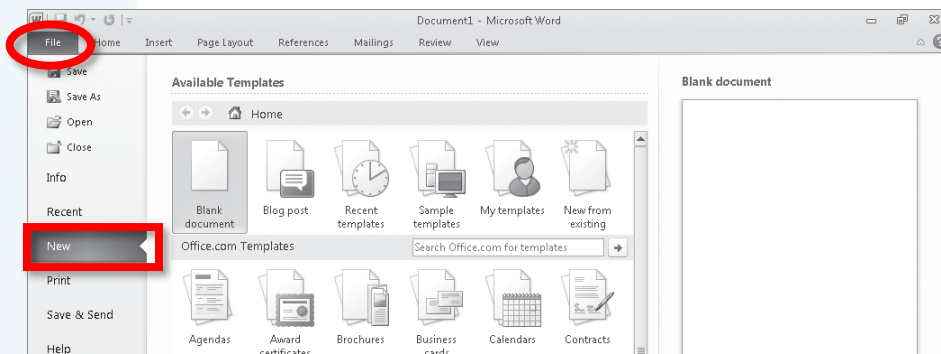 Document1 - Microsoft Word
File Home Insert Page Layout References Mailings Review View
Save
Save As
Open
Close
Info
Recent
New
Print
Save & Send
Help
Available Templates
Home
Blank document
Blog post
Recent templates
Sample templates
My templates
New from existing
Office.com Templates
Search Office.com for templates
Agendas
Award certificates
Brochures
Business cards
Calendars
Contracts
Blank document